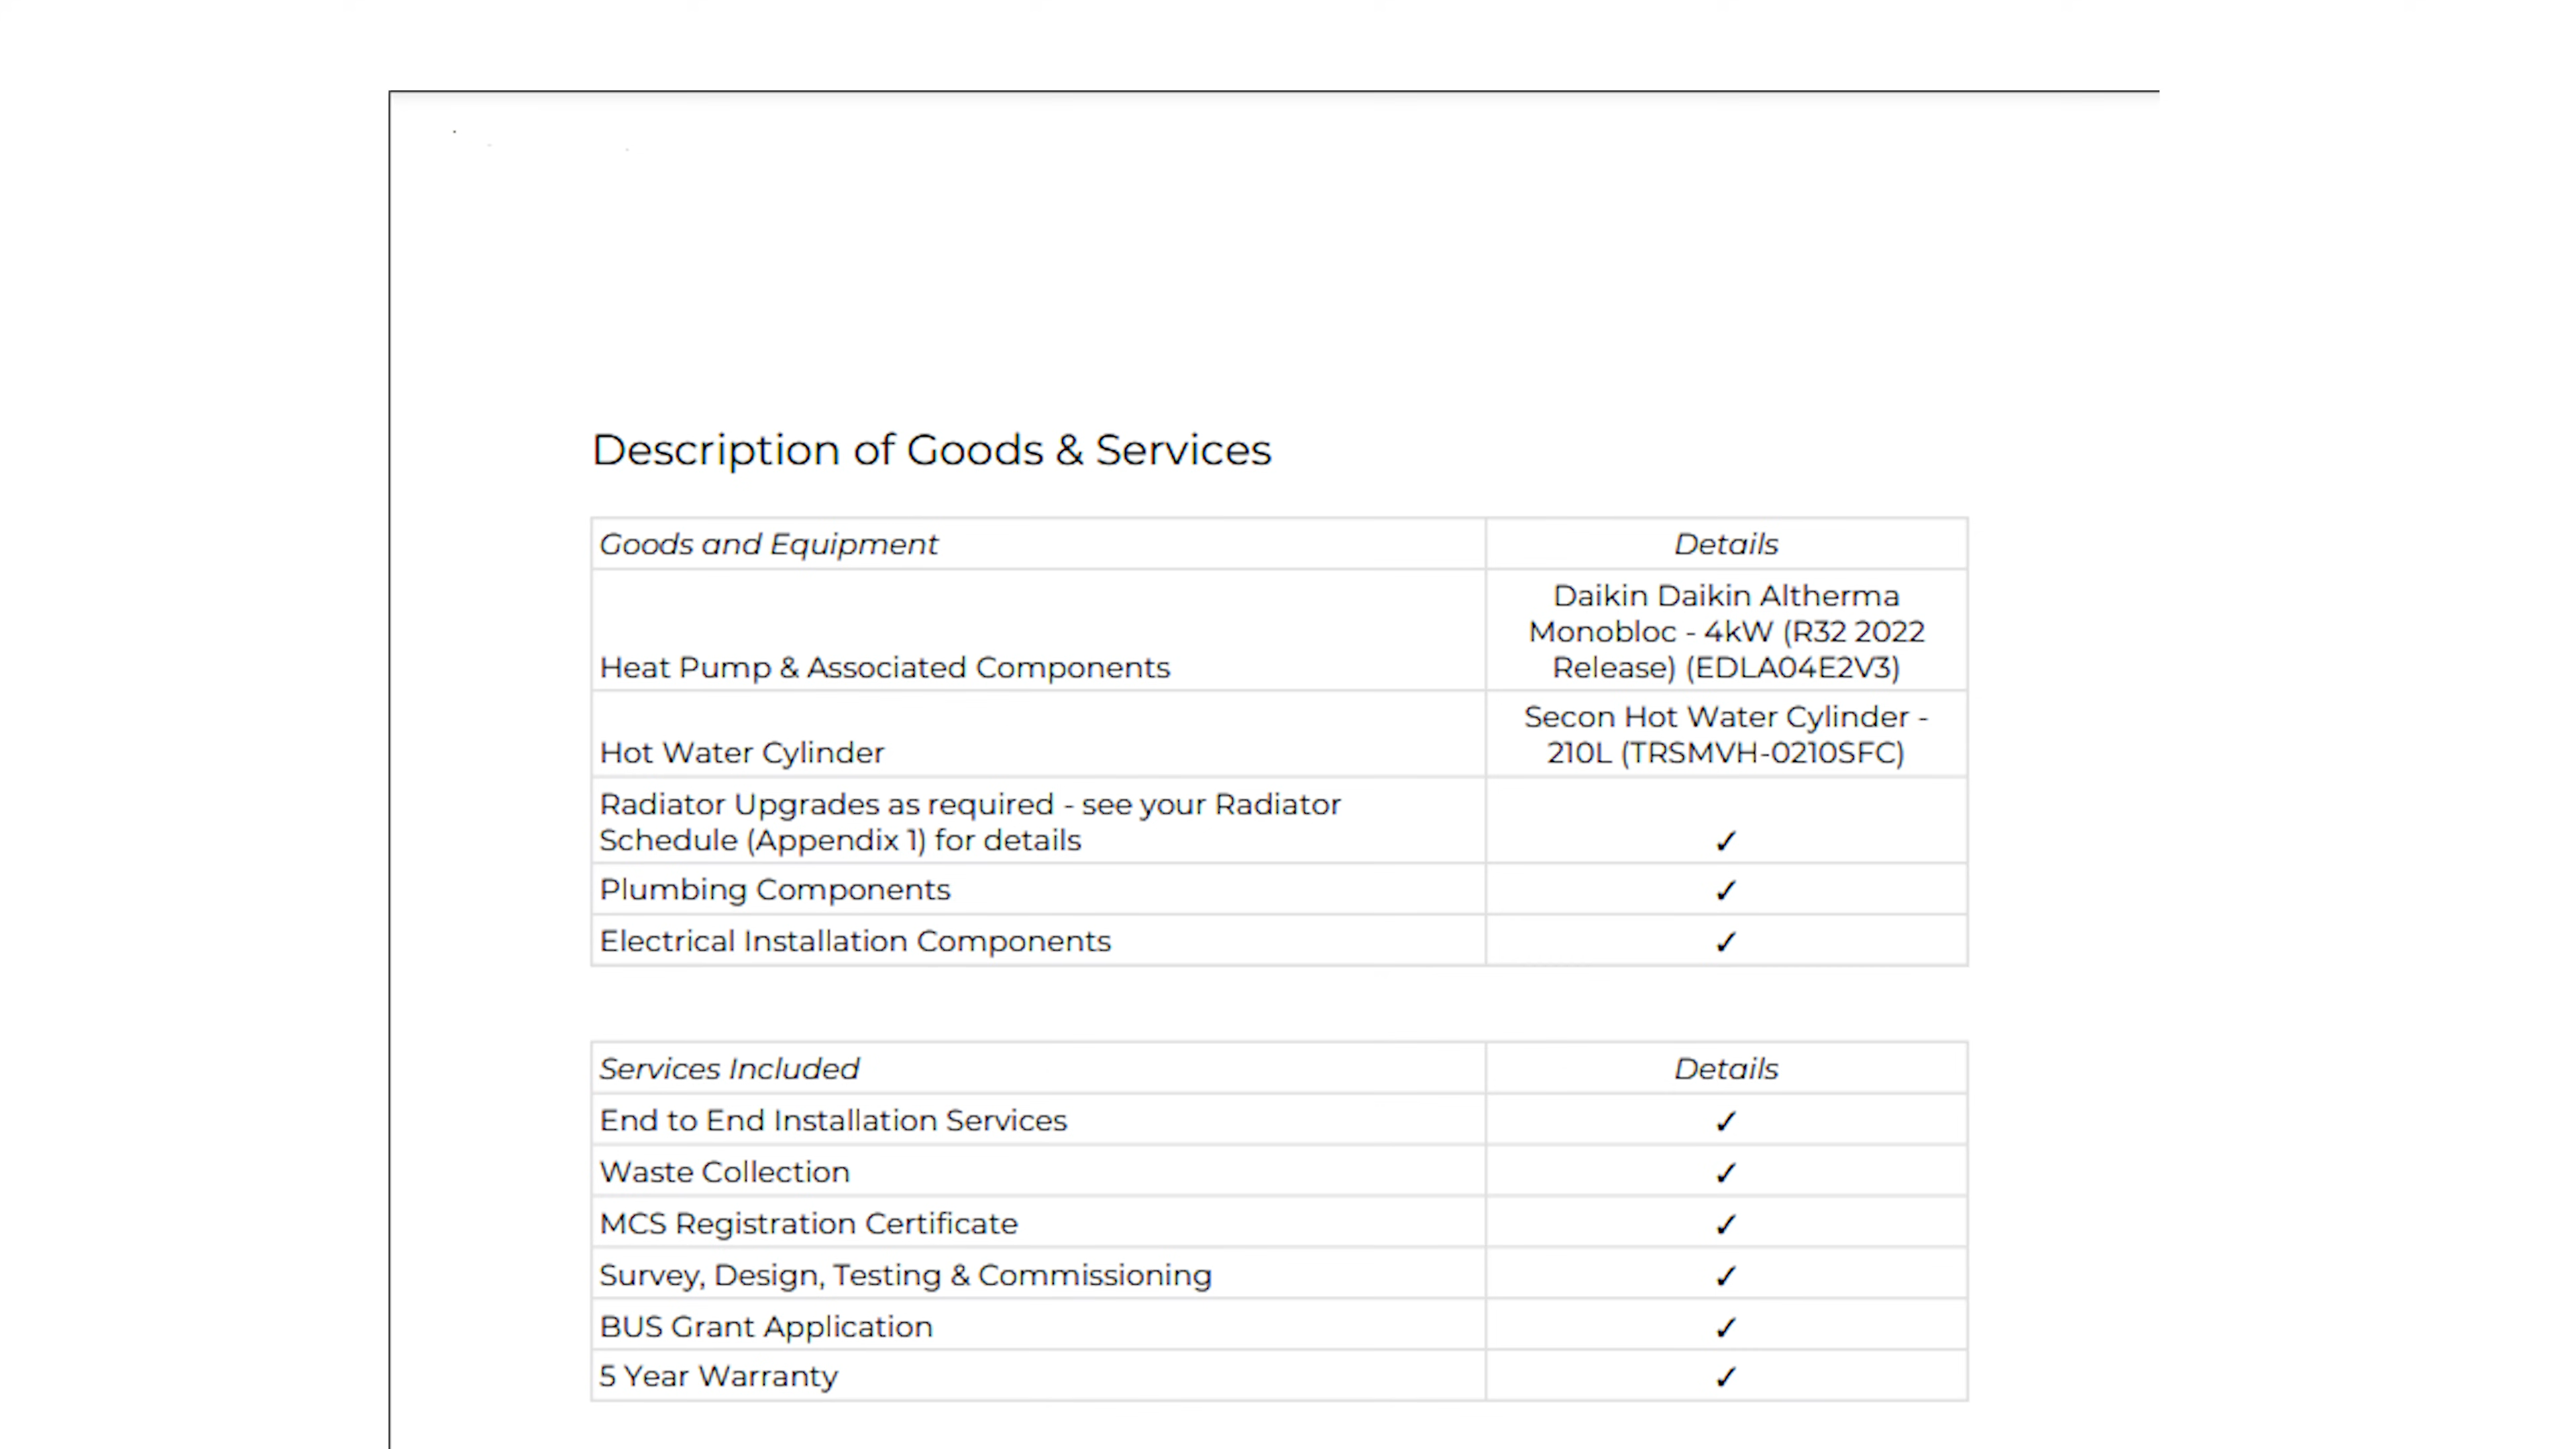 Description of Goods & Services
Goods and Equipment
Details
Heat Pump & Associated Components
Daikin Daikin Altherma
Monobloc - 4kW (R32 2022
Release) (EDLA04E2V3)
Hot Water Cylinder
Secon Hot Water Cylinder -
210L (TRSMVH-0210SFC)
Radiator Upgrades as required - see your Radiator
Schedule (Appendix 1) for details
✓
Plumbing Components
✓
Electrical Installation Components
✓
Services Included
Details
End to End Installation Services
✓
Waste Collection
✓
MCS Registration Certificate
✓
Survey, Design, Testing & Commissioning
✓
BUS Grant Application
✓
5 Year Warranty
✓